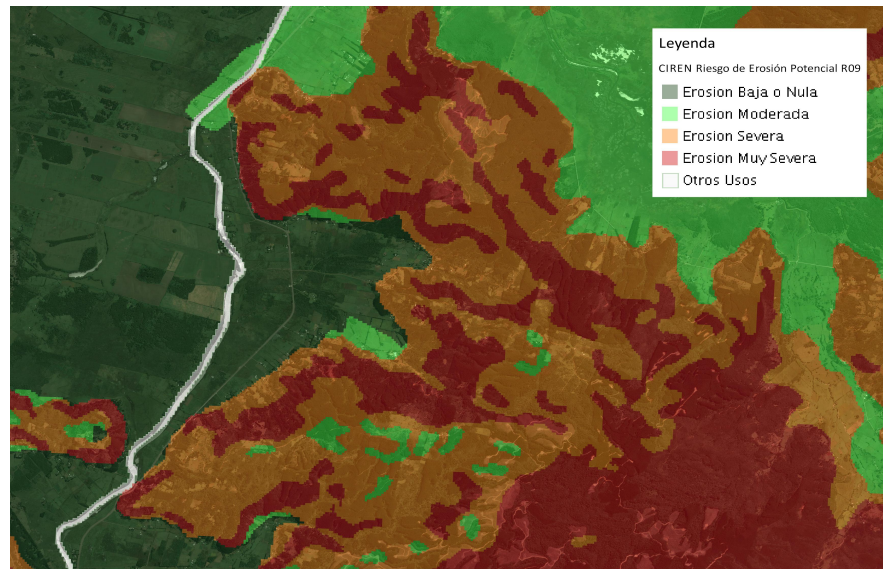 Leyenda
CIREN Riesgo de Erosión Potencial R09
Erosion Baja o Nula
Erosion Moderada
Erosion Severa
Erosion Muy Severa
Otros Usos